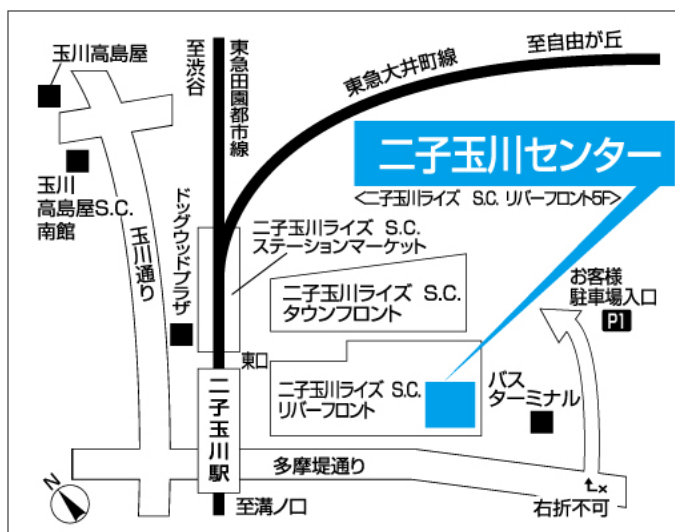 玉川高島屋
至渋谷
東急田園都市線
東急大井町線
至自由が丘
二子玉川センター
<二子玉川ライズ S.C. リバーフロント5F>
玉川
高島屋S.C.
南館
玉川通り
ドッグウッドプラザ
二子玉川ライズ S.C.
ステーションマーケット
二子玉川ライズ S.C.
タウンフロント
お客様
駐車場入口
P1
東口
二子玉川ライズ S.C.
リバーフロント
バス
ターミナル
二子玉川駅
多摩堤通り
N
至溝ノ口
右折不可